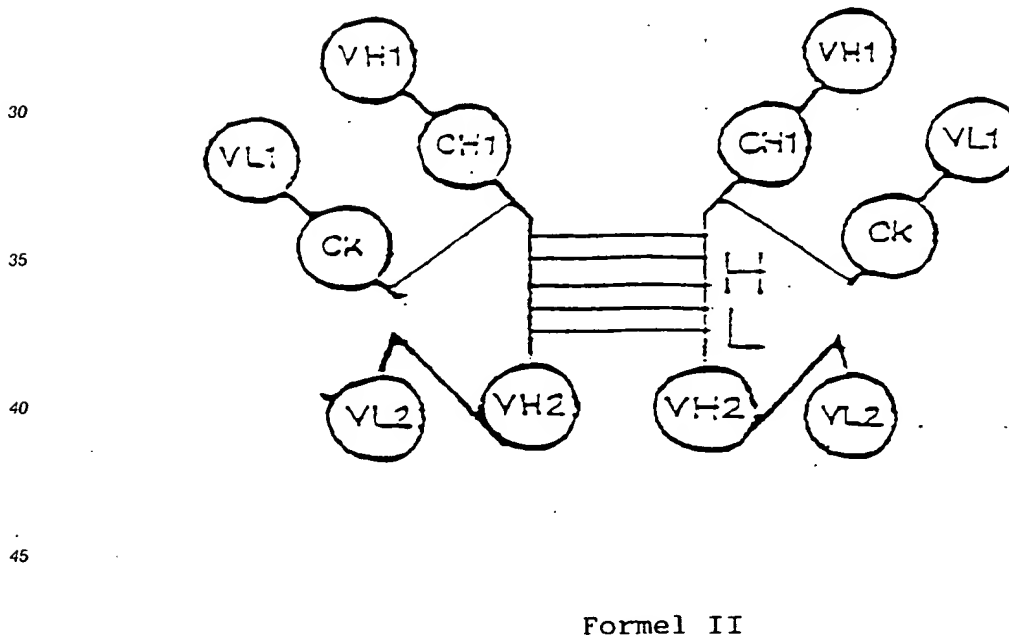 VH1 VH1
30
CH1 CH1
VL1 VL1
CK CK
35
H
L
40 VL2 VH2 VH2 VL2
45
Formel II